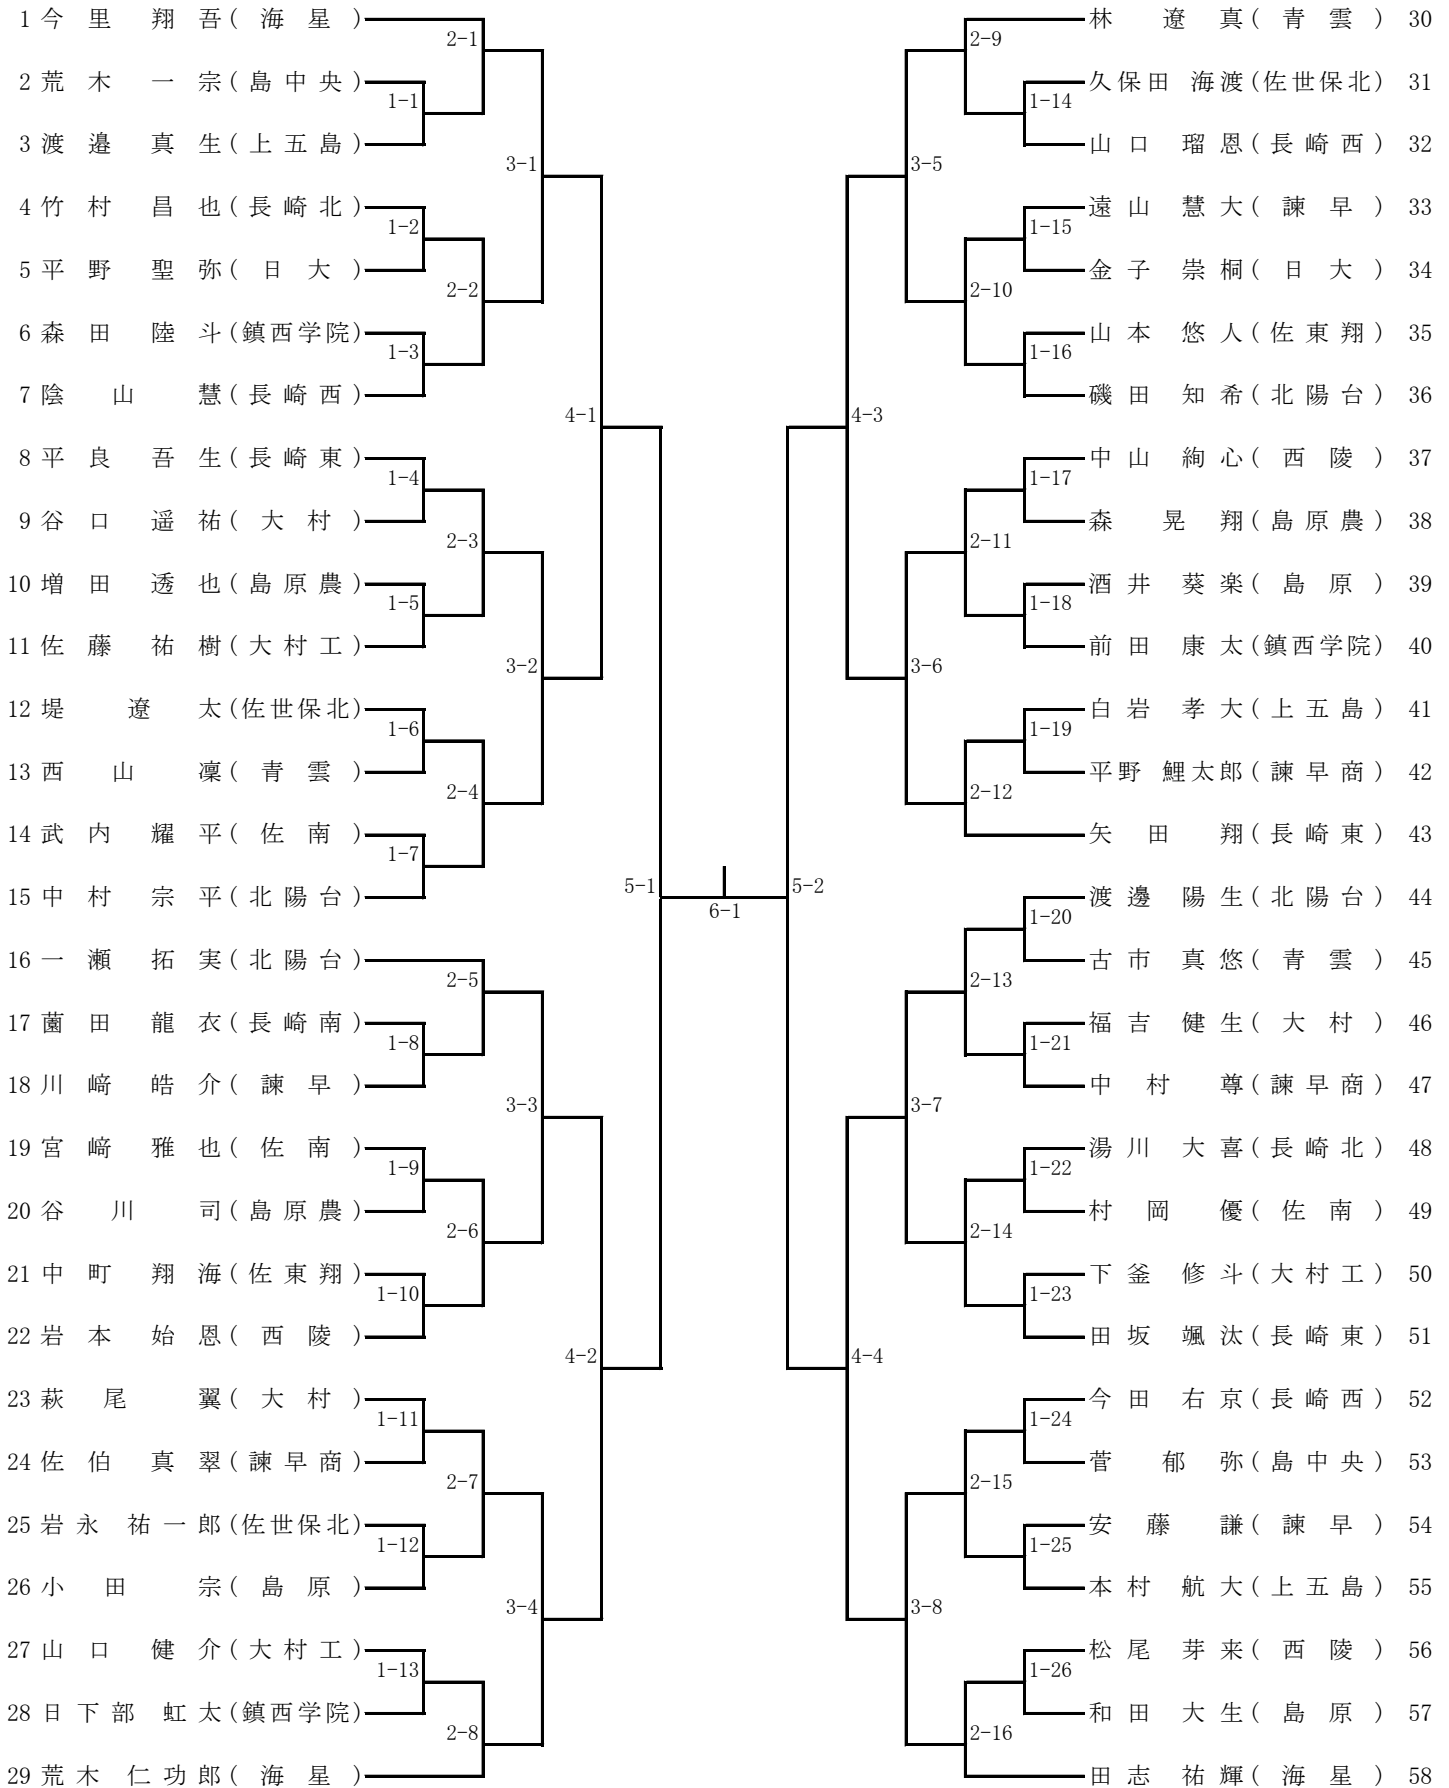 1 今里 翔吾(海星)
2-1
2 荒木 一宗(島中央)
1-1
3 渡邉 真生(上五島)
3-1
4 竹村 昌也(長崎北)
1-2
5 平野 聖弥(日大)
2-2
6 森田 陸斗(鎮西学院)
1-3
7 陰山 慧(長崎西)
4-1
8 平良 吾生(長崎東)
1-4
9 谷口 遥祐(大村)
2-3
10 増田 透也(島原農)
1-5
11 佐藤 祐樹(大村工)
3-2
12 堤 遼太(佐世保北)
1-6
13 西山 凜(青雲)
2-4
14 武内 耀平(佐南)
1-7
15 中村 宗平(北陽台)
5-1
16 一瀬 拓実(北陽台)
2-5
17 薗田 龍衣(長崎南)
1-8
18 川﨑 皓介(諫早)
3-3
19 宮﨑 雅也(佐南)
1-9
20 谷川 司(島原農)
2-6
21 中町 翔海(佐東翔)
1-10
22 岩本 始恩(西陵)
4-2
23 萩尾 翼(大村)
1-11
24 佐伯 真翠(諫早商)
2-7
25 岩永 祐一郎(佐世保北)
1-12
26 小田 宗(島原)
3-4
27 山口 健介(大村工)
1-13
28 日下部 虹太(鎮西学院)
2-8
29 荒木 仁功郎(海星)
6-1
林 遼真(青雲) 30
2-9
久保田 海渡(佐世保北) 31
1-14
山口 瑠恩(長崎西) 32
3-5
遠山 慧大(諫早) 33
1-15
金子 崇桐(日大) 34
2-10
山本 悠人(佐東翔) 35
1-16
磯田 知希(北陽台) 36
4-3
中山 絢心(西陵) 37
1-17
森 晃翔(島原農) 38
2-11
酒井 葵楽(島原) 39
1-18
前田 康太(鎮西学院) 40
3-6
白岩 孝大(上五島) 41
1-19
平野 鯉太郎(諫早商) 42
2-12
矢田 翔(長崎東) 43
5-2
渡邊 陽生(北陽台) 44
1-20
古市 真悠(青雲) 45
2-13
福吉 健生(大村) 46
1-21
中村 尊(諫早商) 47
3-7
湯川 大喜(長崎北) 48
1-22
村岡 優(佐南) 49
2-14
下釜 修斗(大村工) 50
1-23
田坂 颯汰(長崎東) 51
4-4
今田 右京(長崎西) 52
1-24
菅 郁弥(島中央) 53
2-15
安藤 謙(諫早) 54
1-25
本村 航大(上五島) 55
3-8
松尾 芽来(西陵) 56
1-26
和田 大生(島原) 57
2-16
田志 祐輝(海星) 58